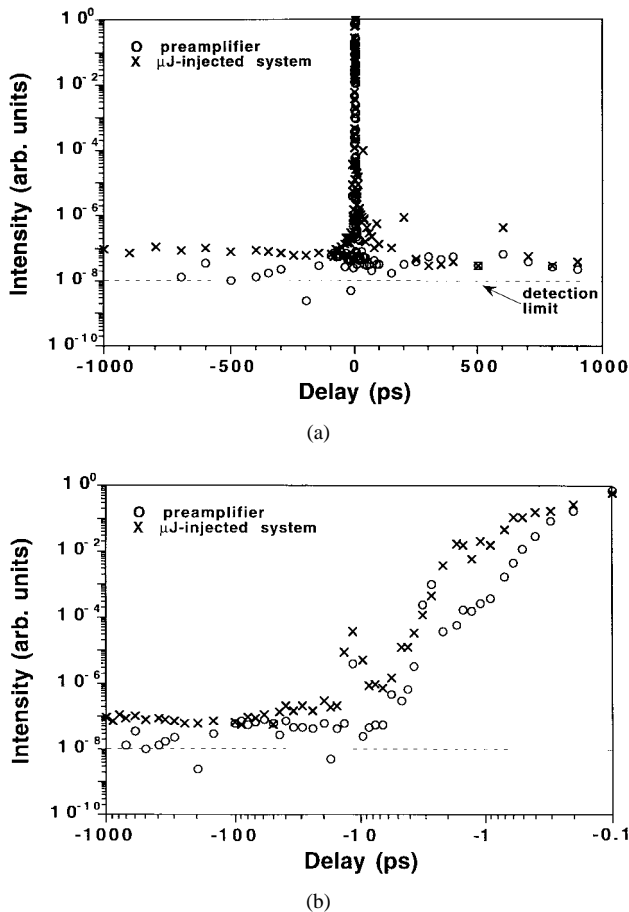 10^0
10^-2
10^-4
10^-6
10^-8
10^-10
Intensity (arb. units)
O preamplifier
X μJ-injected system
detection
limit
-1000 -500 0 500 1000
Delay (ps)
(a)
10^0
10^-2
10^-4
10^-6
10^-8
10^-10
Intensity (arb. units)
O preamplifier
X μJ-injected system
-1000 -100 -10 -1 -0.1
Delay (ps)
(b)